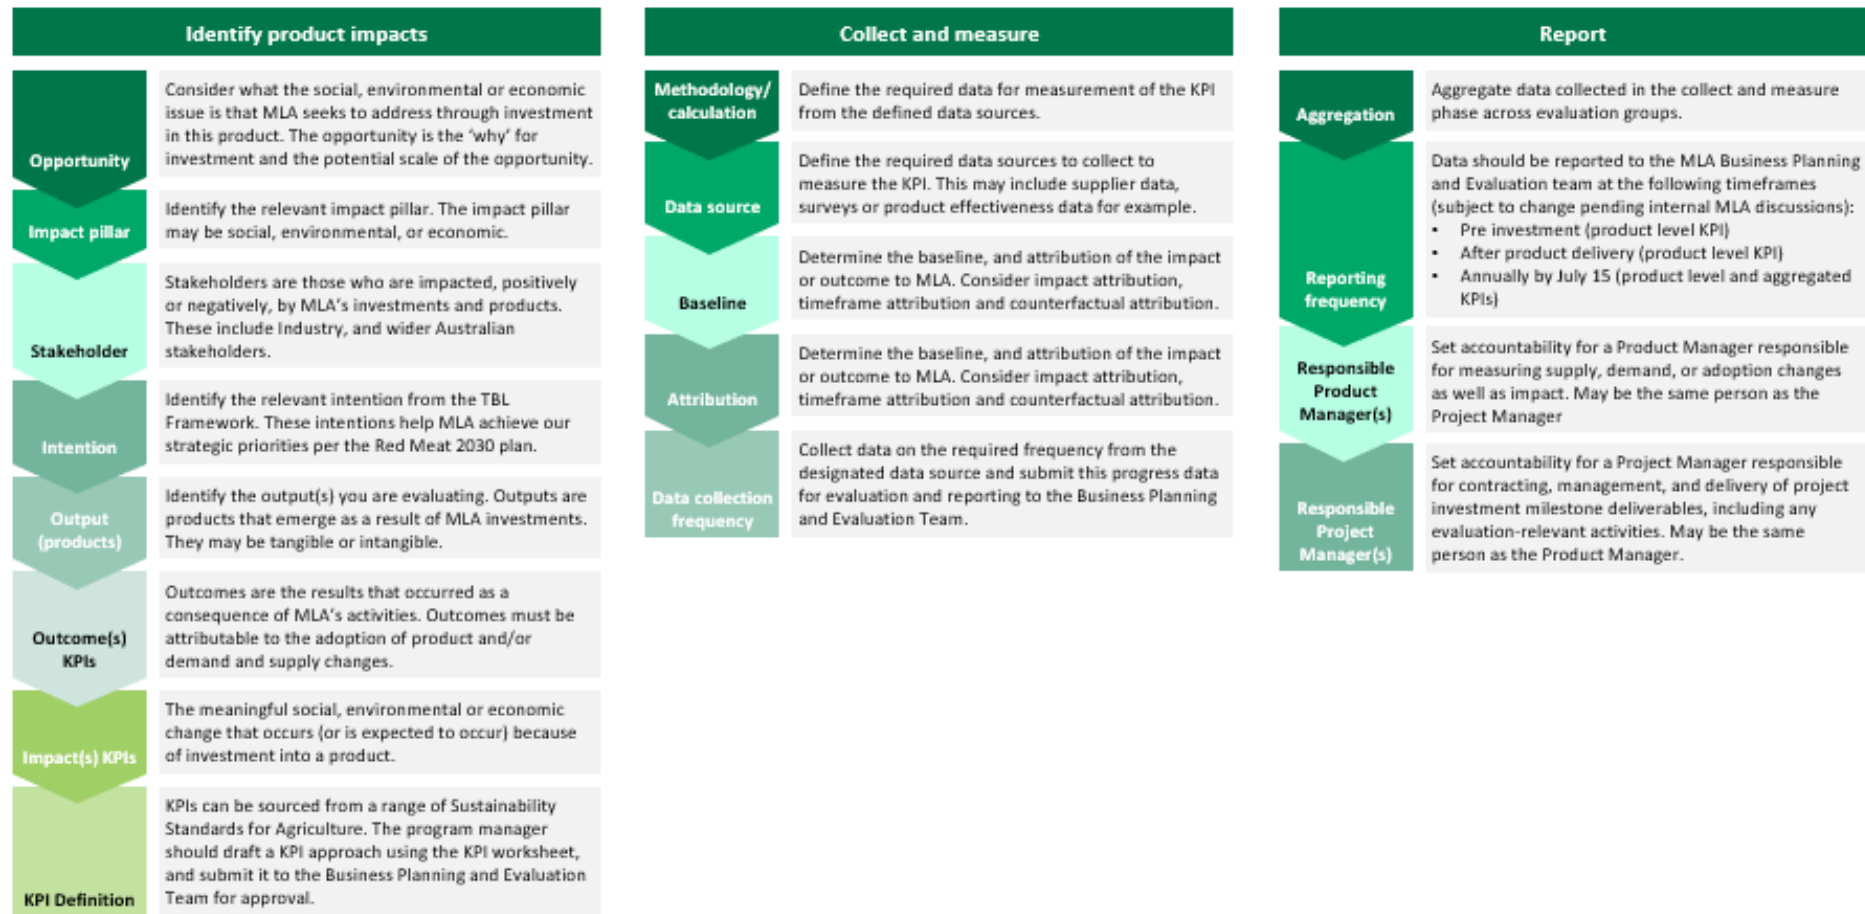 Identify product impacts
Opportunity
Consider what the social, environmental or economic
issue is that MLA seeks to address through investment
in this product. The opportunity is the ‘why’ for
investment and the potential scale of the opportunity.
Impact pillar
Identify the relevant impact pillar. The impact pillar
may be social, environmental, or economic.
Stakeholder
Stakeholders are those who are impacted, positively
or negatively, by MLA’s investments and products.
These include Industry, and wider Australian
stakeholders.
Intention
Identify the relevant intention from the TBL
Framework. These intentions help MLA achieve our
strategic priorities per the Red Meat 2030 plan.
Output
(products)
Identify the output(s) you are evaluating. Outputs are
products that emerge as a result of MLA investments.
They may be tangible or intangible.
Outcome(s)
KPIs
Outcomes are the results that occurred as a
consequence of MLA’s activities. Outcomes must be
attributable to the adoption of product and/or
demand and supply changes.
Impact(s) KPIs
The meaningful social, environmental or economic
change that occurs (or is expected to occur) because
of investment into a product.
KPI Definition
KPIs can be sourced from a range of Sustainability
Standards for Agriculture. The program manager
should draft a KPI approach using the KPI worksheet,
and submit it to the Business Planning and Evaluation
Team for approval.
Collect and measure
Methodology/
calculation
Define the required data for measurement of the KPI
from the defined data sources.
Data source
Define the required data sources to collect to
measure the KPI. This may include supplier data,
surveys or product effectiveness data for example.
Baseline
Determine the baseline, and attribution of the impact
or outcome to MLA. Consider impact attribution,
timeframe attribution and counterfactual attribution.
Attribution
Determine the baseline, and attribution of the impact
or outcome to MLA. Consider impact attribution,
timeframe attribution and counterfactual attribution.
Data collection
frequency
Collect data on the required frequency from the
designated data source and submit this progress data
for evaluation and reporting to the Business Planning
and Evaluation Team.
Report
Aggregation
Aggregate data collected in the collect and measure
phase across evaluation groups.
Reporting
frequency
Data should be reported to the MLA Business Planning
and Evaluation team at the following timeframes
(subject to change pending internal MLA discussions):
▪ Pre investment (product level KPI)
▪ After product delivery (product level KPI)
▪ Annually by July 15 (product level and aggregated
KPIs)
Responsible
Product
Manager(s)
Set accountability for a Product Manager responsible
for measuring supply, demand, or adoption changes
as well as impact. May be the same person as the
Project Manager
Responsible
Project
Manager(s)
Set accountability for a Project Manager responsible
for contracting, management, and delivery of project
investment milestone deliverables, including any
evaluation-relevant activities. May be the same
person as the Product Manager.